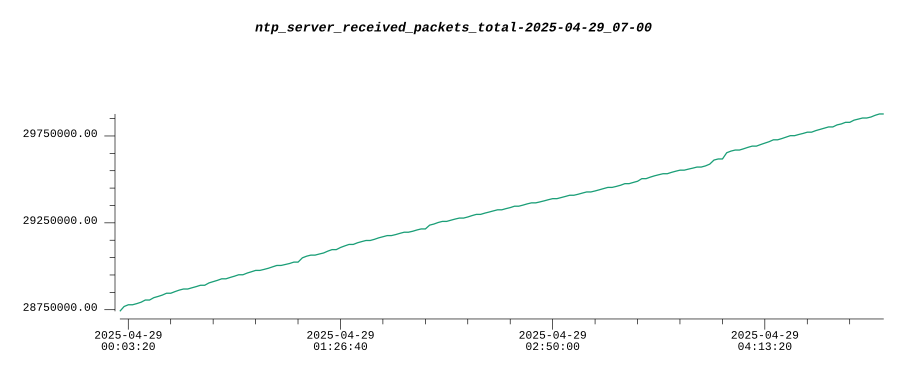 ntp_server_received_packets_total-2025-04-29_07-00
29750000.00
29250000.00
28750000.00
2025-04-29 2025-04-29 2025-04-29 2025-04-29
00:03:20 01:26:40 02:50:00 04:13:20